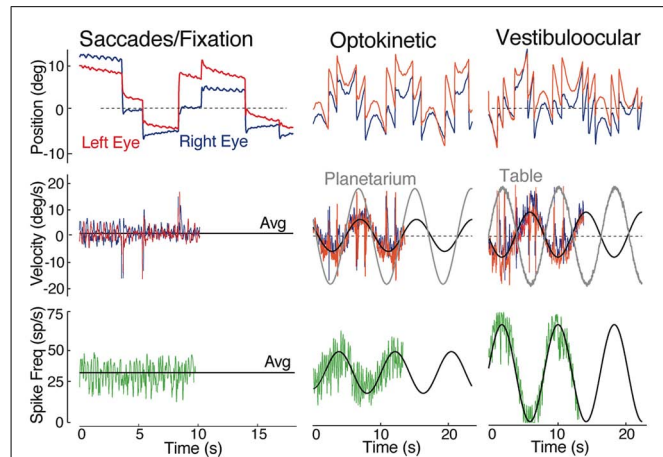 Saccades/Fixation
Optokinetic
Vestibuloocular
Position (deg)
10
0
-10
Left Eye
Right Eye
Velocity (deg/s)
20
10
0
-10
-20
Avg
Planetarium
Table
Spike Freq (sp/s)
75
50
25
0
Avg
0 5 10 15
0 10 20
0 10 20
Time (s)
Time (s)
Time (s)